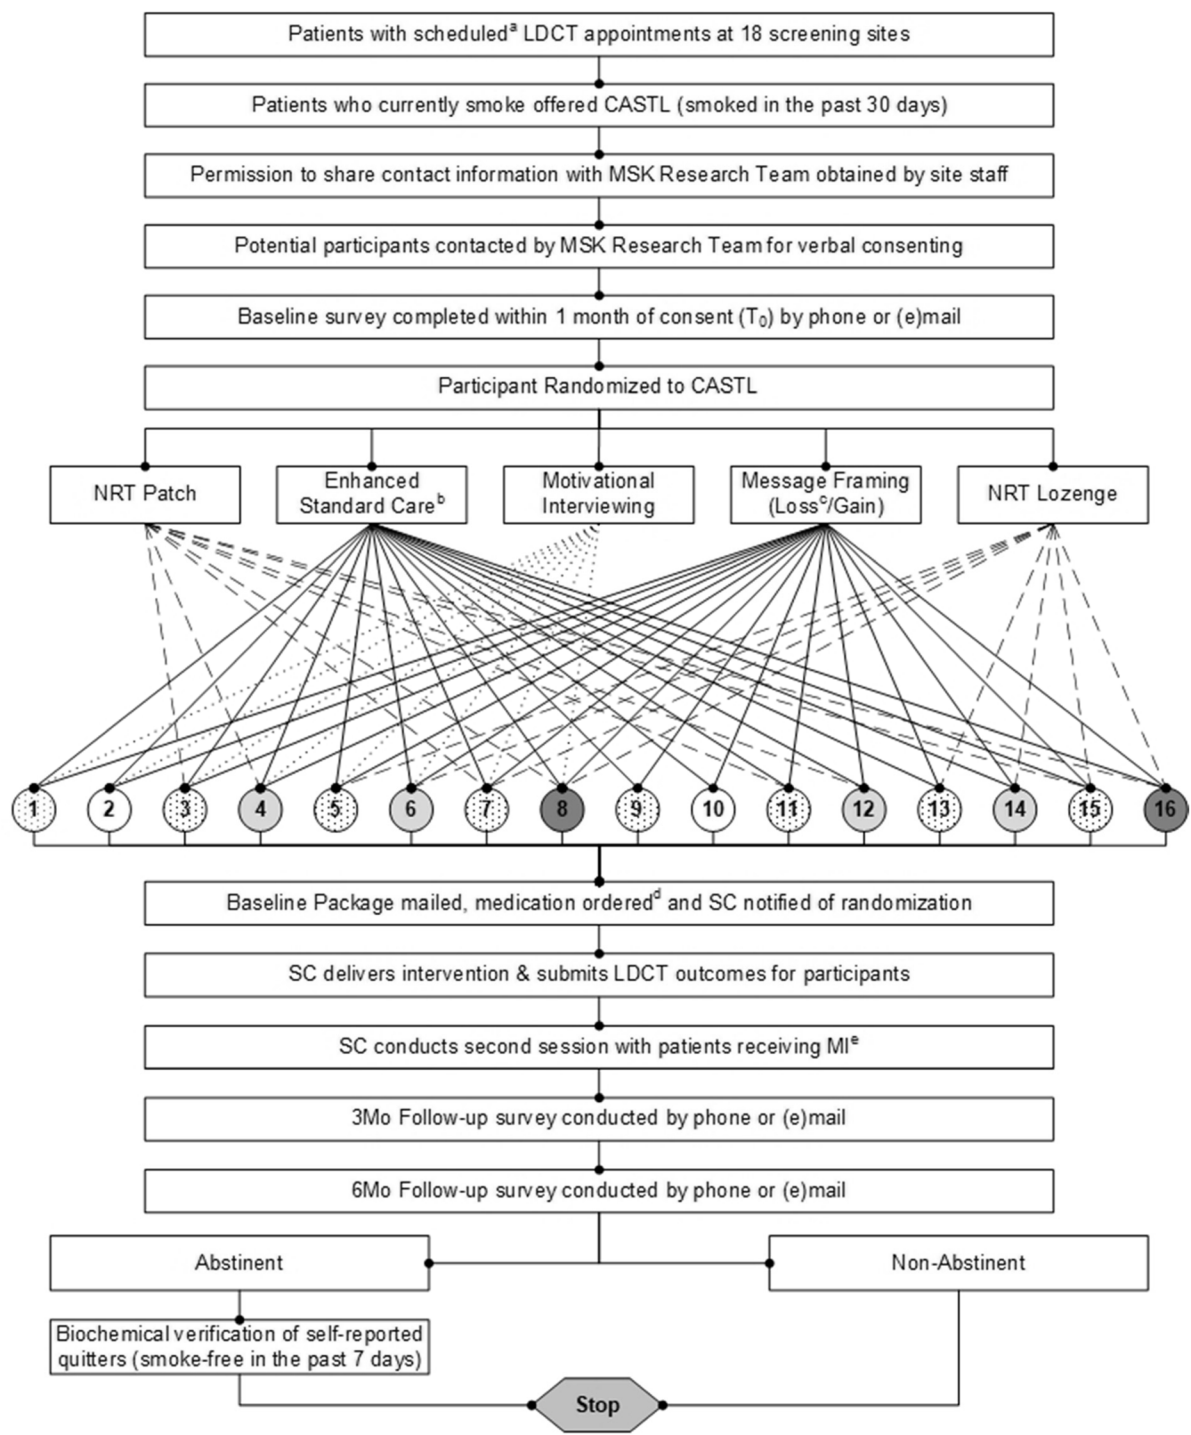 Patients with scheduledᵃ LDCT appointments at 18 screening sites
Patients who currently smoke offered CASTL (smoked in the past 30 days)
Permission to share contact information with MSK Research Team obtained by site staff
Potential participants contacted by MSK Research Team for verbal consenting
Baseline survey completed within 1 month of consent (T₀) by phone or (e)mail
Participant Randomized to CASTL
NRT Patch
Enhanced
Standard Careᵇ
Motivational
Interviewing
Message Framing
(Lossᶜ/Gain)
NRT Lozenge
1 2 3 4 5 6 7 8 9 10 11 12 13 14 15 16
Baseline Package mailed, medication orderedᵈ and SC notified of randomization
SC delivers intervention & submits LDCT outcomes for participants
SC conducts second session with patients receiving MIᵉ
3Mo Follow-up survey conducted by phone or (e)mail
6Mo Follow-up survey conducted by phone or (e)mail
Abstinent
Non-Abstinent
Biochemical verification of self-reported
quitters (smoke-free in the past 7 days)
Stop